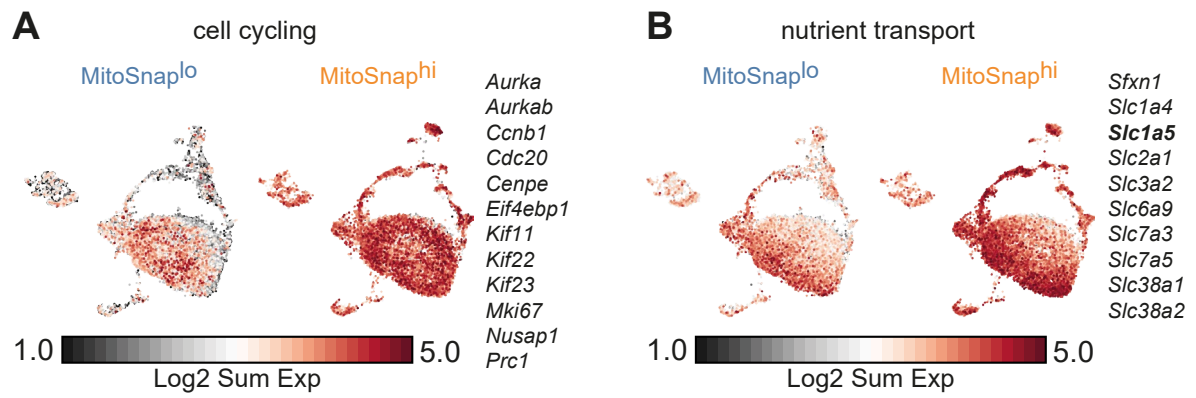 A
cell cycling
MitoSnaplo
MitoSnaphi
Aurka
Aurkab
Ccnb1
Cdc20
Cenpe
Eif4ebp1
Kif11
Kif22
Kif23
Mki67
Nusap1
Prc1
1.0
5.0
Log2 Sum Exp
B
nutrient transport
MitoSnaplo
MitoSnaphi
Sfxn1
Slc1a4
Slc1a5
Slc2a1
Slc3a2
Slc6a9
Slc7a3
Slc7a5
Slc38a1
Slc38a2
1.0
5.0
Log2 Sum Exp